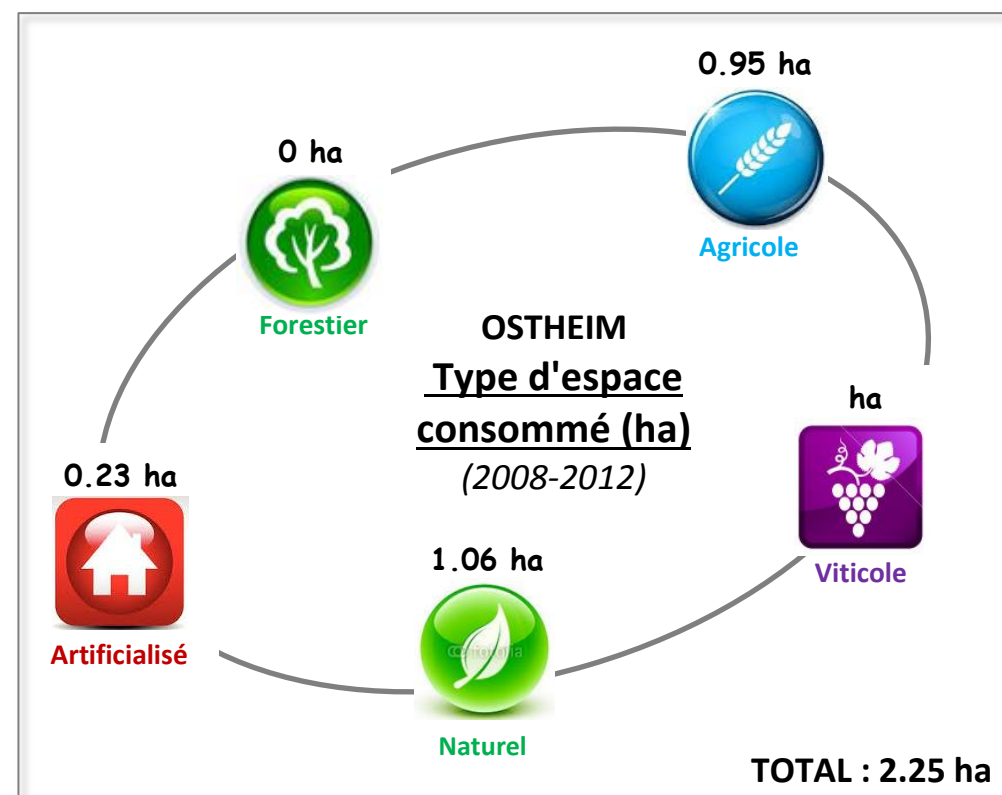 0.95 ha
Agricole
0 ha
Forestier
OSTHEIM
Type d'espace
consommé (ha)
(2008-2012)
ha
Viticole
0.23 ha
Artificialisé
1.06 ha
Naturel
TOTAL : 2.25 ha